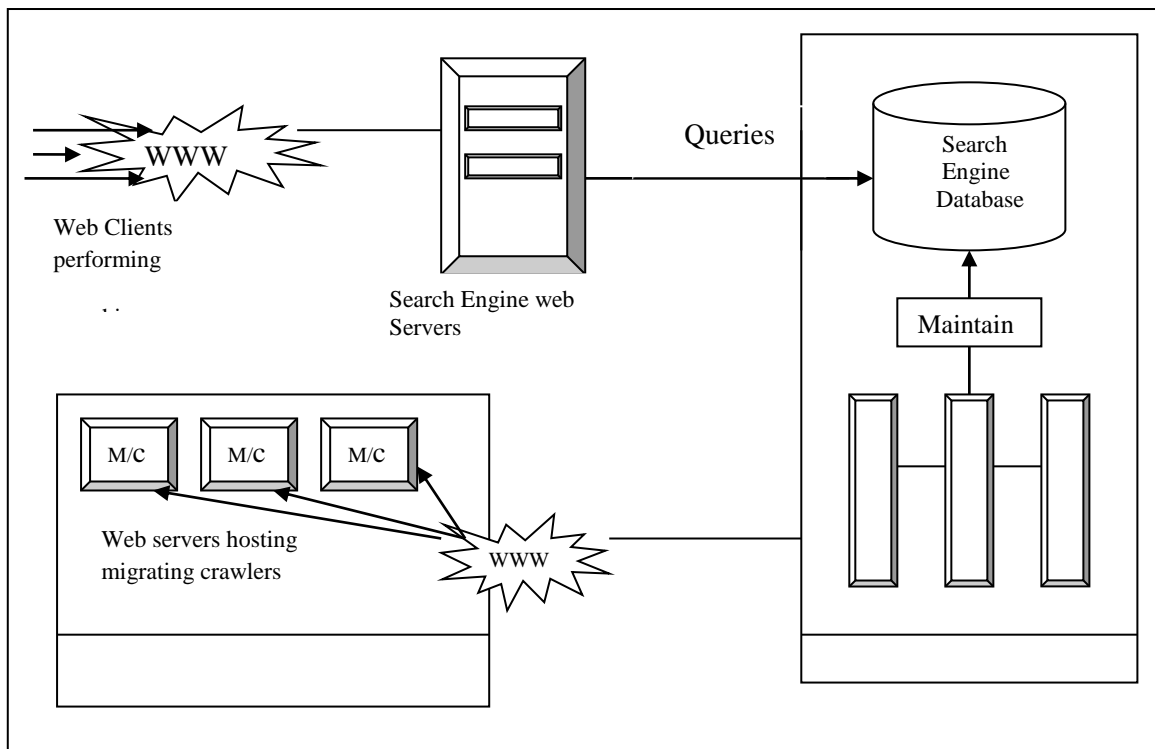 WWW
Web Clients
performing
Search Engine web
Servers
Queries
Search
Engine
Database
Maintain
M/C
M/C
M/C
Web servers hosting
migrating crawlers
WWW